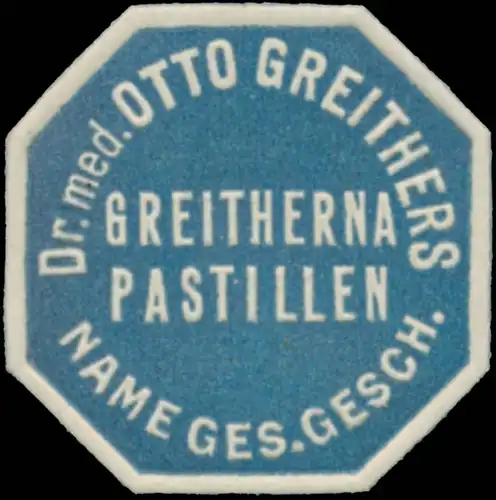 Dr. med. OTTO GREITHERS
GREITHERNA
PASTILLEN
NAME GES. GESCH.